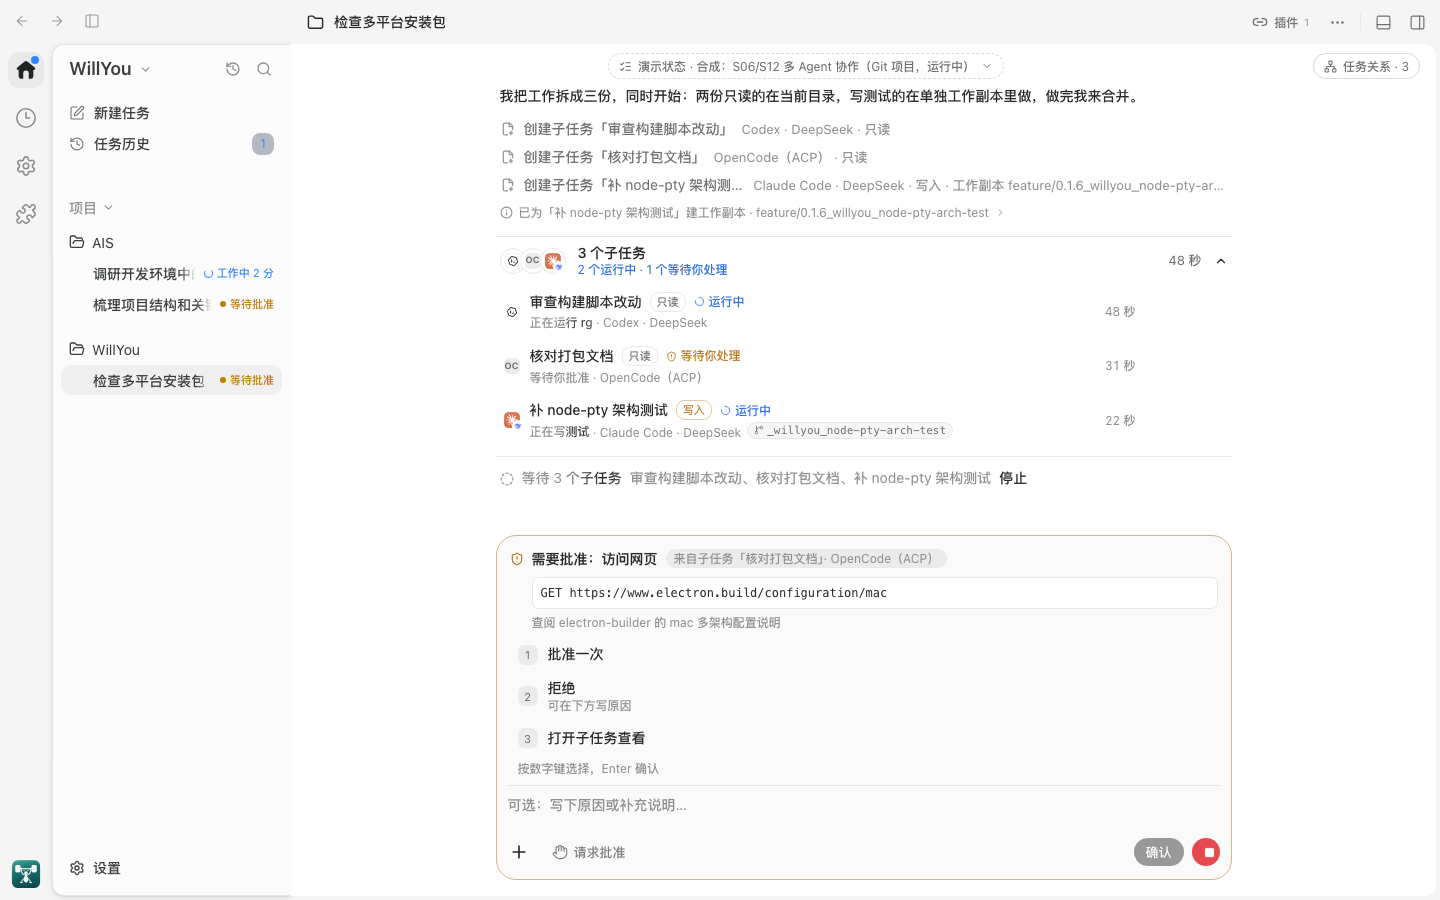 检查多平台安装包
插件 1
WillYou
新建任务
任务历史 1
项目
AIS
调研开发环境中 工作中 2 分
梳理项目结构和关 等待批准
WillYou
检查多平台安装包 等待批准
设置
演示状态 · 合成：S06/S12 多 Agent 协作（Git 项目，运行中）
任务关系 · 3
我把工作拆成三份，同时开始：两份只读的在当前目录，写测试的在单独工作副本里做，做完我来合并。
创建子任务「审查构建脚本改动」 Codex · DeepSeek · 只读
创建子任务「核对打包文档」 OpenCode（ACP） · 只读
创建子任务「补 node-pty 架构测... Claude Code · DeepSeek · 写入 · 工作副本 feature/0.1.6_willyou_node-pty-ar...
已为「补 node-pty 架构测试」建工作副本 · feature/0.1.6_willyou_node-pty-arch-test
OC
3 个子任务
2 个运行中 · 1 个等待你处理
48 秒
审查构建脚本改动 只读 运行中
正在运行 rg · Codex · DeepSeek
48 秒
OC
核对打包文档 只读 等待你处理
等待你批准 · OpenCode（ACP）
31 秒
补 node-pty 架构测试 写入 运行中
正在写测试 · Claude Code · DeepSeek _willyou_node-pty-arch-test
22 秒
等待 3 个子任务 审查构建脚本改动、核对打包文档、补 node-pty 架构测试 停止
需要批准：访问网页 来自子任务「核对打包文档」· OpenCode（ACP）
GET https://www.electron.build/configuration/mac
查阅 electron-builder 的 mac 多架构配置说明
1 批准一次
2 拒绝
可在下方写原因
3 打开子任务查看
按数字键选择，Enter 确认
可选：写下原因或补充说明...
请求批准
确认